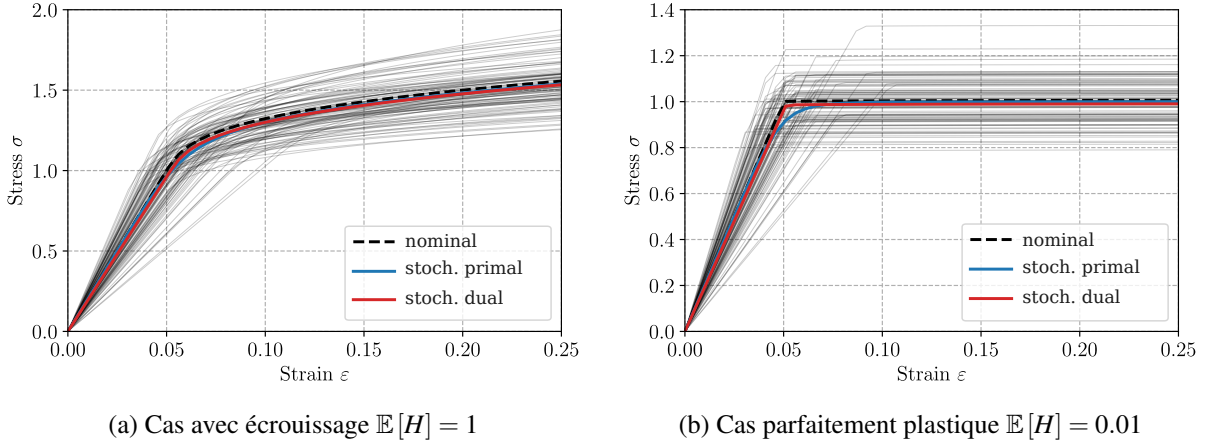 2.0
1.5
1.0
0.5
0.0
0.00
0.05
0.10
0.15
0.20
0.25
Stress σ
Strain ε
nominal
stoch. primal
stoch. dual
(a) Cas avec écrouissage 𝔼[H] = 1
1.4
1.2
1.0
0.8
0.6
0.4
0.2
0.0
0.00
0.05
0.10
0.15
0.20
0.25
Stress σ
Strain ε
nominal
stoch. primal
stoch. dual
(b) Cas parfaitement plastique 𝔼[H] = 0.01